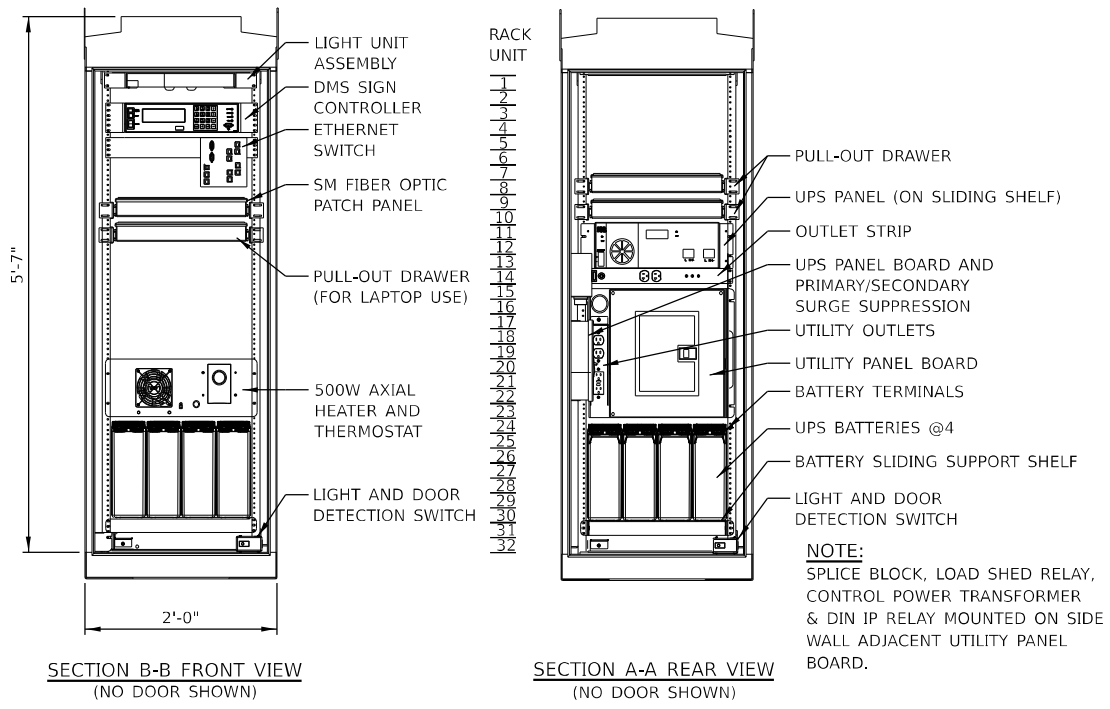 5'-7"
LIGHT UNIT
ASSEMBLY
DMS SIGN
CONTROLLER
ETHERNET
SWITCH
SM FIBER OPTIC
PATCH PANEL
PULL-OUT DRAWER
(FOR LAPTOP USE)
500W AXIAL
HEATER AND
THERMOSTAT
LIGHT AND DOOR
DETECTION SWITCH
2'-0"
SECTION B-B FRONT VIEW
(NO DOOR SHOWN)
RACK
UNIT
1
2
3
4
5
6
7
8
9
10
11
12
13
14
15
16
17
18
19
20
21
22
23
24
25
26
27
28
29
30
31
32
PULL-OUT DRAWER
UPS PANEL (ON SLIDING SHELF)
OUTLET STRIP
UPS PANEL BOARD AND
PRIMARY/SECONDARY
SURGE SUPPRESSION
UTILITY OUTLETS
UTILITY PANEL BOARD
BATTERY TERMINALS
UPS BATTERIES @4
BATTERY SLIDING SUPPORT SHELF
LIGHT AND DOOR
DETECTION SWITCH
NOTE:
SPLICE BLOCK, LOAD SHED RELAY,
CONTROL POWER TRANSFORMER
& DIN IP RELAY MOUNTED ON SIDE
WALL ADJACENT UTILITY PANEL
BOARD.
SECTION A-A REAR VIEW
(NO DOOR SHOWN)